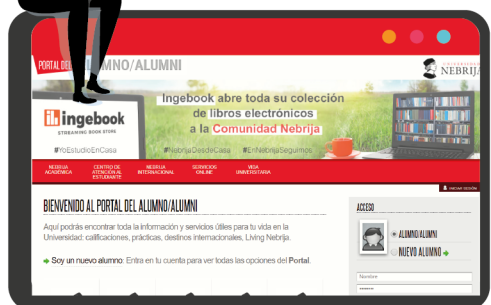 PORTAL DEL ALUMNO/ALUMNI
UNIVERSIDAD
NEBRIJA
ingebook
STREAMING BOOK STORE
Ingebook abre toda su colección
de libros electrónicos
a la Comunidad Nebrija
#YoEstudioEnCasa
#NebrijaDesdeCasa
#EnNebrijaSeguimos
NEBRIJA
ACADÉMICA
CENTRO DE
ATENCIÓN AL
ESTUDIANTE
NEBRIJA
INTERNACIONAL
SERVICIOS
ONLINE
VIDA
UNIVERSITARIA
INICIAR SESIÓN
BIENVENIDO AL PORTAL DEL ALUMNO/ALUMNI
Aquí podrás encontrar toda la información y servicios útiles para tu vida en la
Universidad: calificaciones, prácticas, destinos internacionales, Living Nebrija.
Soy un nuevo alumno: Entra en tu cuenta para ver todas las opciones del Portal.
ACCESO
ALUMNO/ALUMNI
NUEVO ALUMNO
Nombre
••••••••